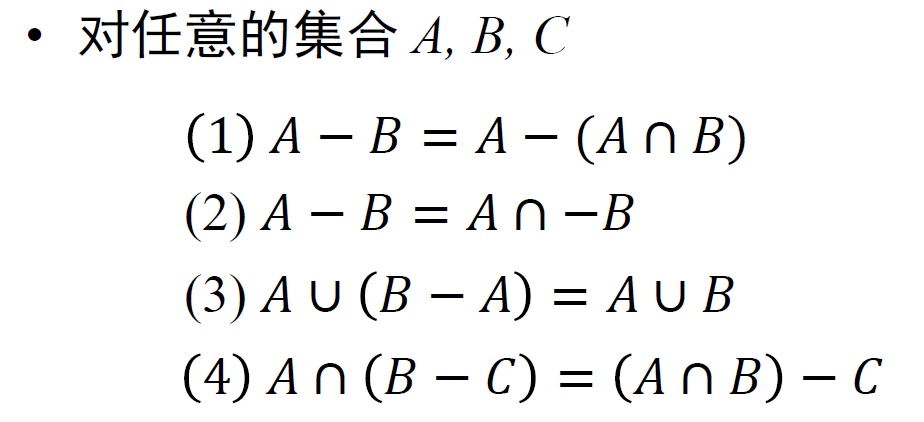 • 对任意的集合 A, B, C
(1) A − B = A − (A ∩ B)
(2) A − B = A ∩ −B
(3) A ∪ (B − A) = A ∪ B
(4) A ∩ (B − C) = (A ∩ B) − C